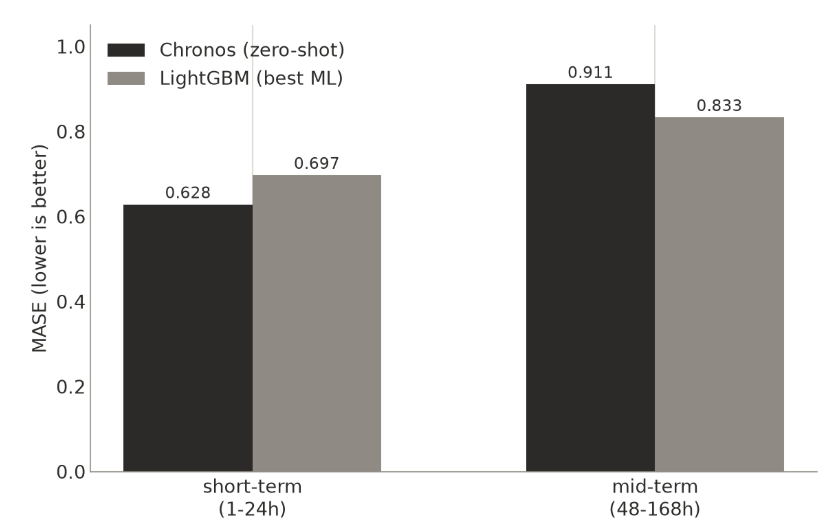 Chronos (zero-shot)
LightGBM (best ML)
MASE (lower is better)
1.0
0.8
0.6
0.4
0.2
0.0
0.628
0.697
0.911
0.833
short-term
(1-24h)
mid-term
(48-168h)